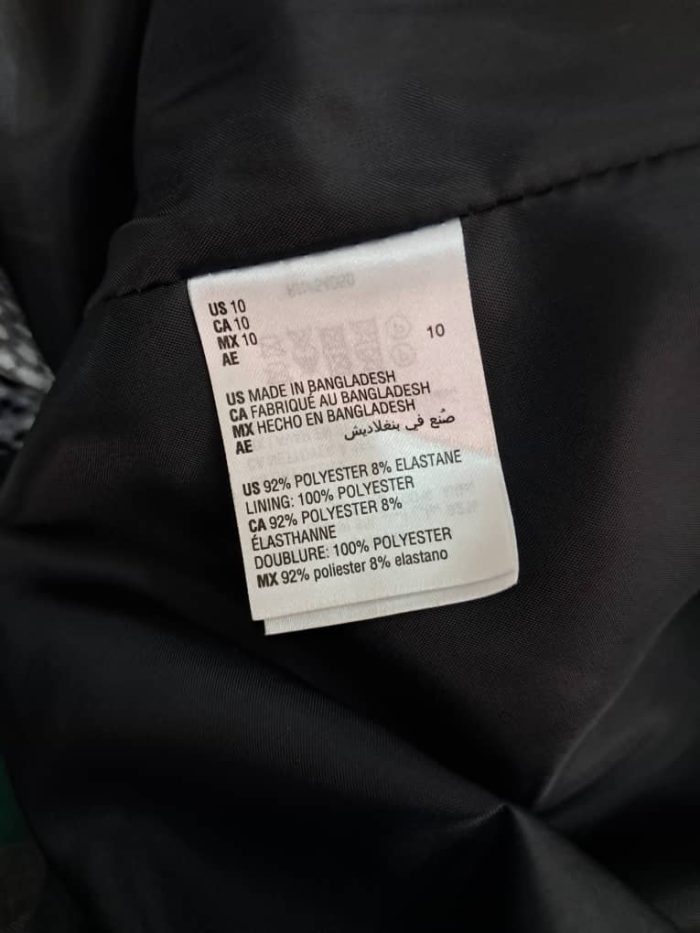 US 10
CA 10
MX 10
AE
10
US MADE IN BANGLADESH
CA FABRIQUÉ AU BANGLADESH
MX HECHO EN BANGLADESH
AE صُنع في بنغلاديش
US 92% POLYESTER 8% ELASTANE
LINING: 100% POLYESTER
CA 92% POLYESTER 8%
ÉLASTHANNE
DOUBLURE: 100% POLYESTER
MX 92% poliester 8% elastano